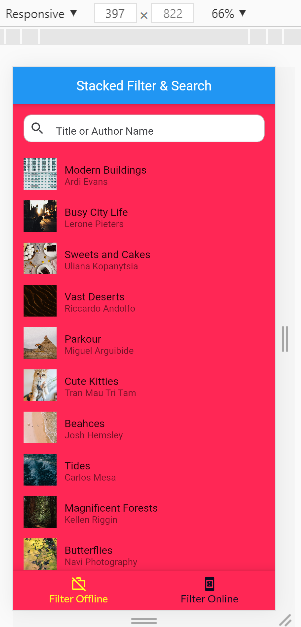 Responsive ▼ 397 × 822 66% ▼
Stacked Filter & Search
Title or Author Name
Modern Buildings
Ardi Evans
Busy City Life
Lerone Pieters
Sweets and Cakes
Uliana Kopanytsia
Vast Deserts
Riccardo Andolfo
Parkour
Miguel Arguibide
Cute Kitties
Tran Mau Tri Tam
Beahces
Josh Hemsley
Tides
Carlos Mesa
Magnificent Forests
Kellen Riggin
Butterflies
Navi Photography
Filter Offline Filter Online